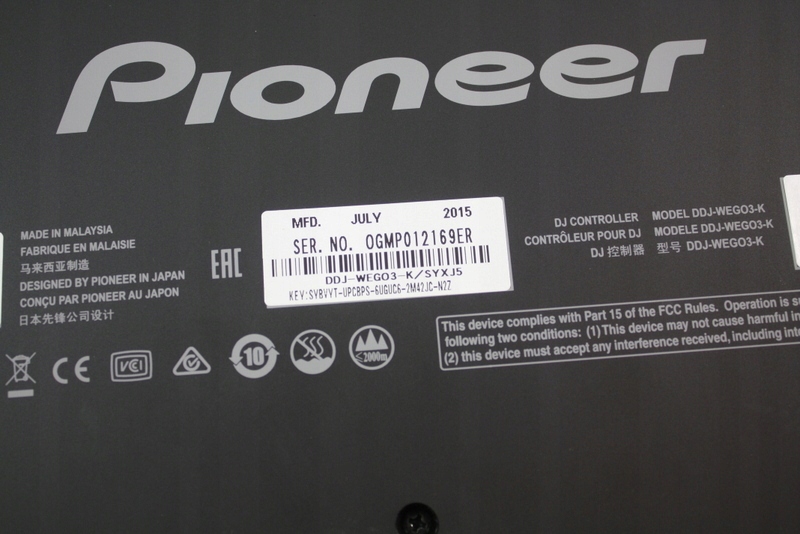 Pioneer
MADE IN MALAYSIA
FABRIQUE EN MALAISIE
马来西亚制造
DESIGNED BY PIONEER IN JAPAN
CONÇU PAR PIONEER AU JAPON
日本先锋公司设计
EAC
MFD. JULY 2015
SER. NO. OGMP012169ER
DDJ-WEGO3-K/SYXJ5
KEY:SYBVYT-UPCBPS-6UGUC6-2M42JC-N2Z
DJ CONTROLLER MODEL DDJ-WEGO3-K
CONTRÔLEUR POUR DJ MODELE DDJ-WEGO3-K
DJ 控制器 型号 DDJ-WEGO3-K
CE
VCI
10
≤2000m
This device complies with Part 15 of the FCC Rules. Operation is
following two conditions: (1) This device may not cause harmful
(2) this device must accept any interference received, including